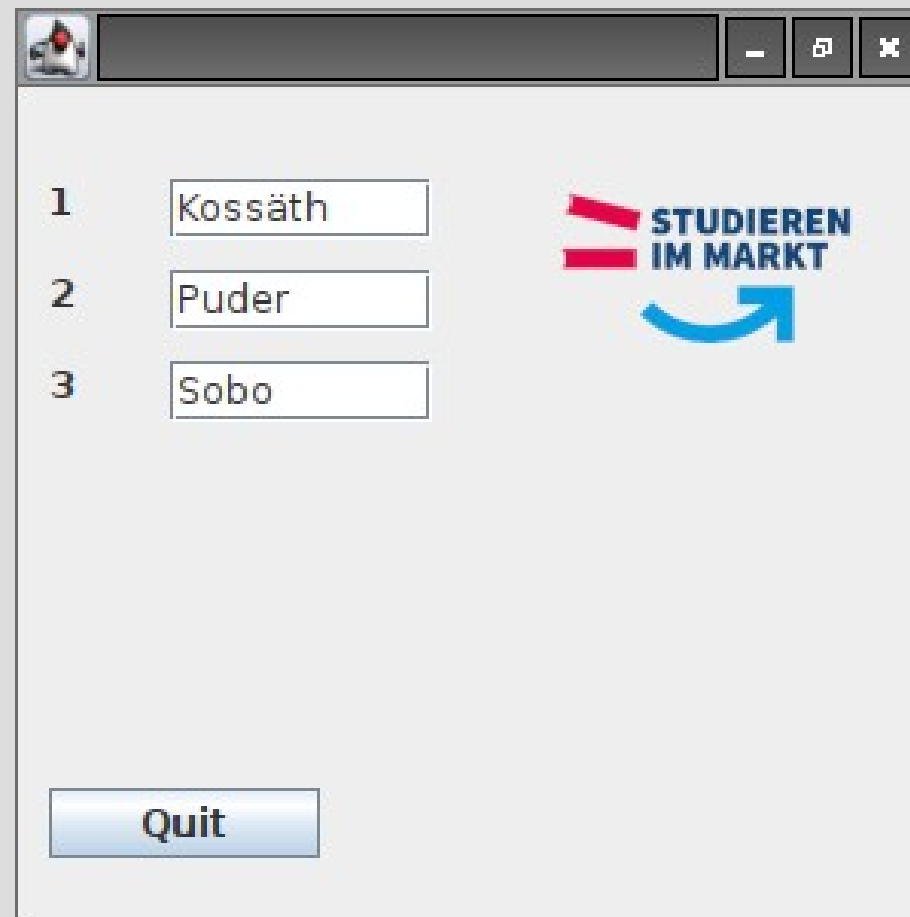 1 Kossäth
STUDIEREN
IM MARKT
2 Puder
3 Sobo
Quit